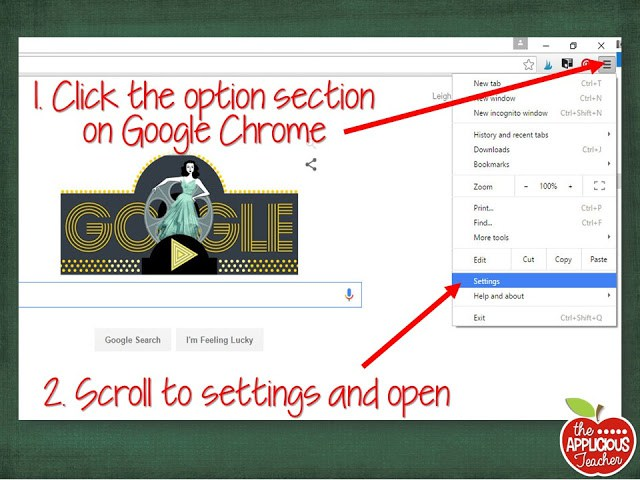 1. Click the option section
on Google Chrome
Leigh
New tab Ctrl+T
New window Ctrl+N
New incognito window Ctrl+Shift+N
History and recent tabs
Downloads Ctrl+J
Bookmarks
Zoom - 100% +
Print... Ctrl+P
Find... Ctrl+F
More tools
Edit Cut Copy Paste
Settings
Help and about
Exit Ctrl+Shift+Q
GOOGLE
Google Search I'm Feeling Lucky
2. Scroll to settings and open
the
APPLICIOUS
Teacher